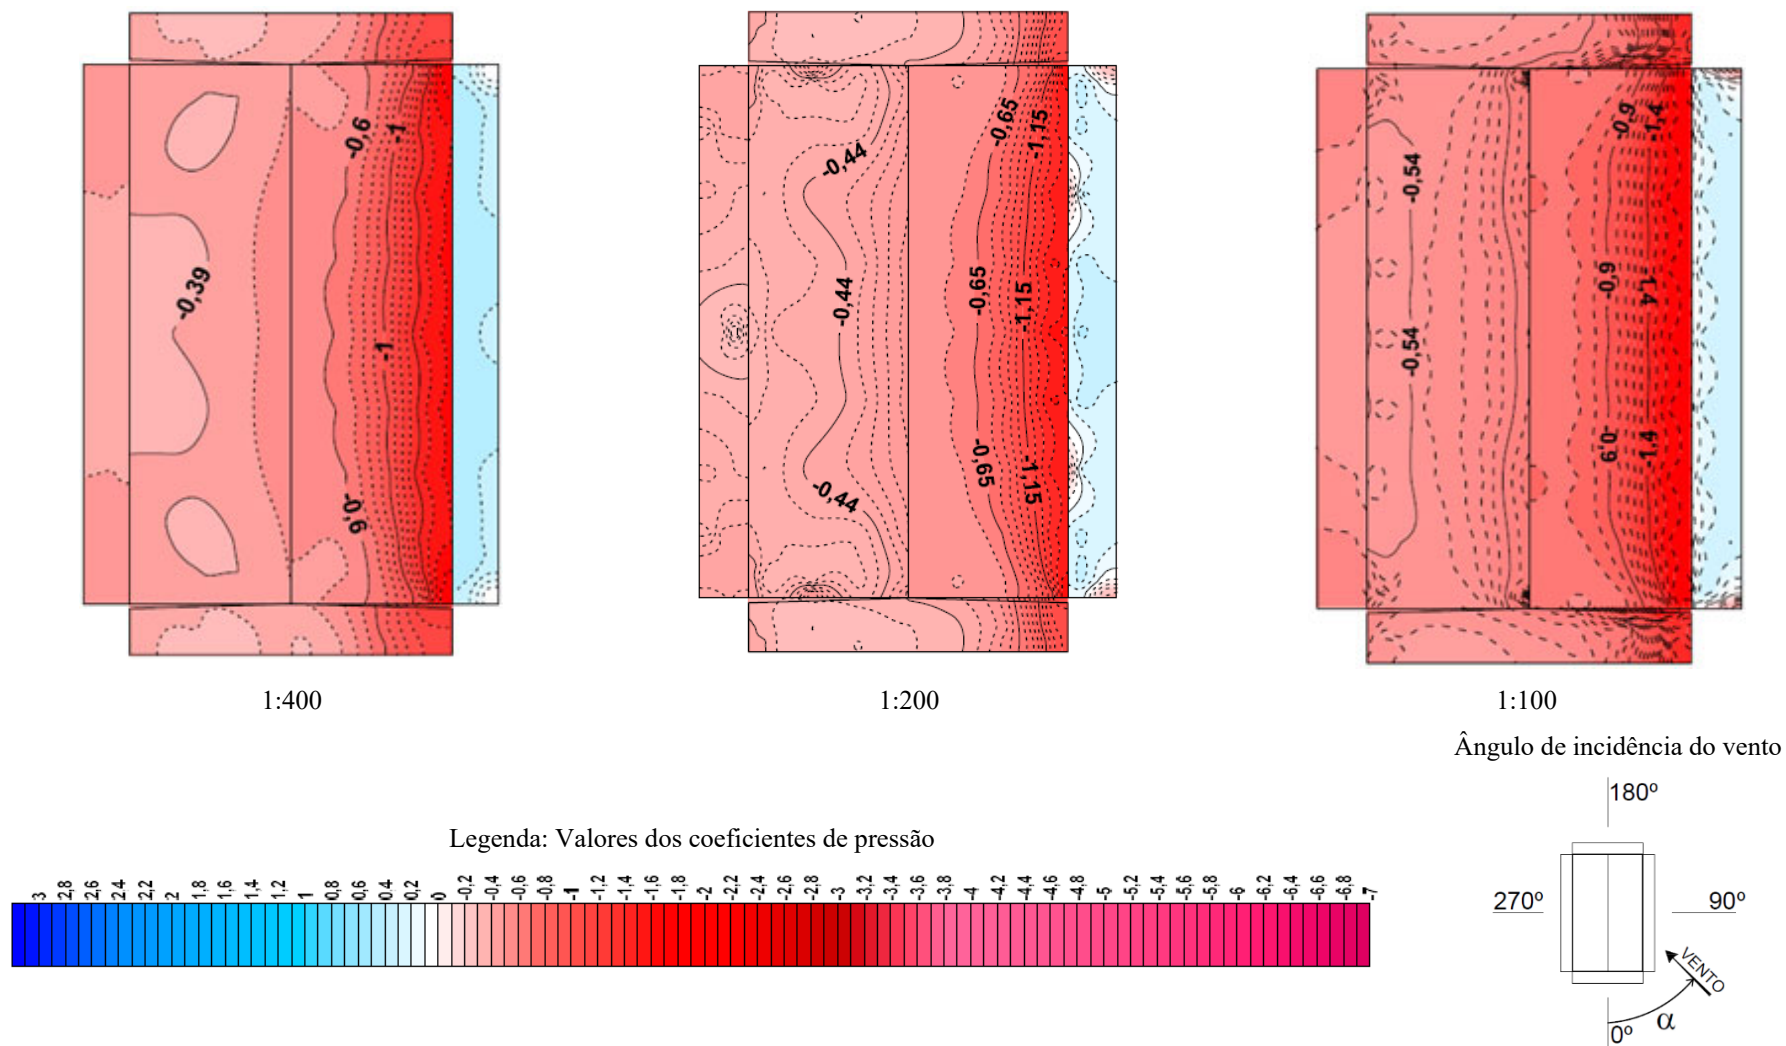 -0,6
-1
-0,39
-1
-0,6
-0,44
-0,65
-1,15
-0,44
-0,65
-1,15
-0,44
-0,65
-1,15
-0,54
-0,9
-1,4
-0,9
-1,4
-0,54
-0,9
-1,4
1:400
1:200
1:100
Ângulo de incidência do vento
180º
270º
90º
VENTO
α
0º
Legenda: Valores dos coeficientes de pressão
3 2,8 2,6 2,4 2,2 2 1,8 1,6 1,4 1,2 1 0,8 0,6 0,4 0,2 0 -0,2 -0,4 -0,6 -0,8 -1 -1,2 -1,4 -1,6 -1,8 -2 -2,2 -2,4 -2,6 -2,8 -3 -3,2 -3,4 -3,6 -3,8 -4 -4,2 -4,4 -4,6 -4,8 -5 -5,2 -5,4 -5,6 -5,8 -6 -6,2 -6,4 -6,6 -6,8 -7